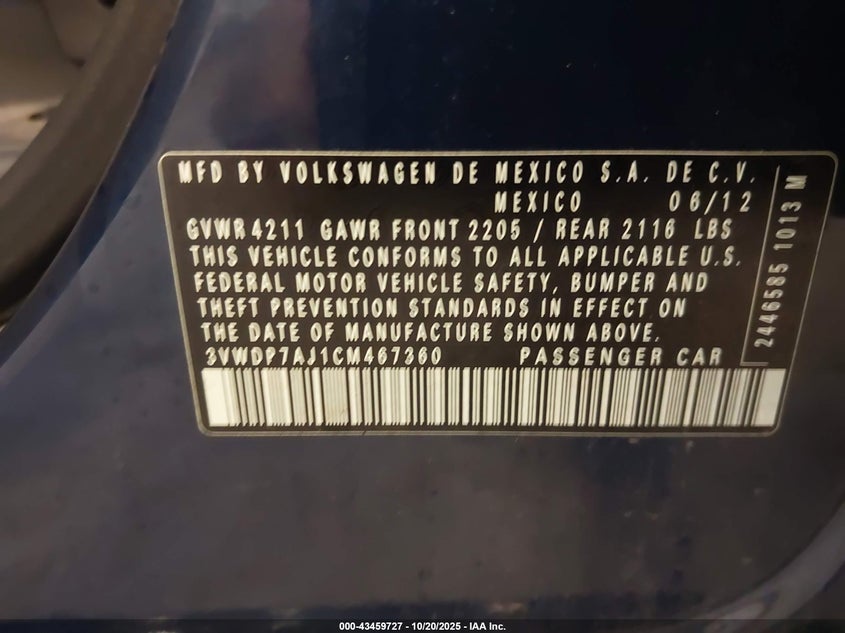 MFD BY VOLKSWAGEN DE MEXICO S.A. DE C.V.
MEXICO 06/12
GVWR 4211 GAWR FRONT 2205 / REAR 2116 LBS
THIS VEHICLE CONFORMS TO ALL APPLICABLE U.S.
FEDERAL MOTOR VEHICLE SAFETY, BUMPER AND
THEFT PREVENTION STANDARDS IN EFFECT ON
THE DATE OF MANUFACTURE SHOWN ABOVE.
3VWDP7AJ1CM467360 PASSENGER CAR
2446585 1013 M
000-43459727 - 10/20/2025 - IAA Inc.